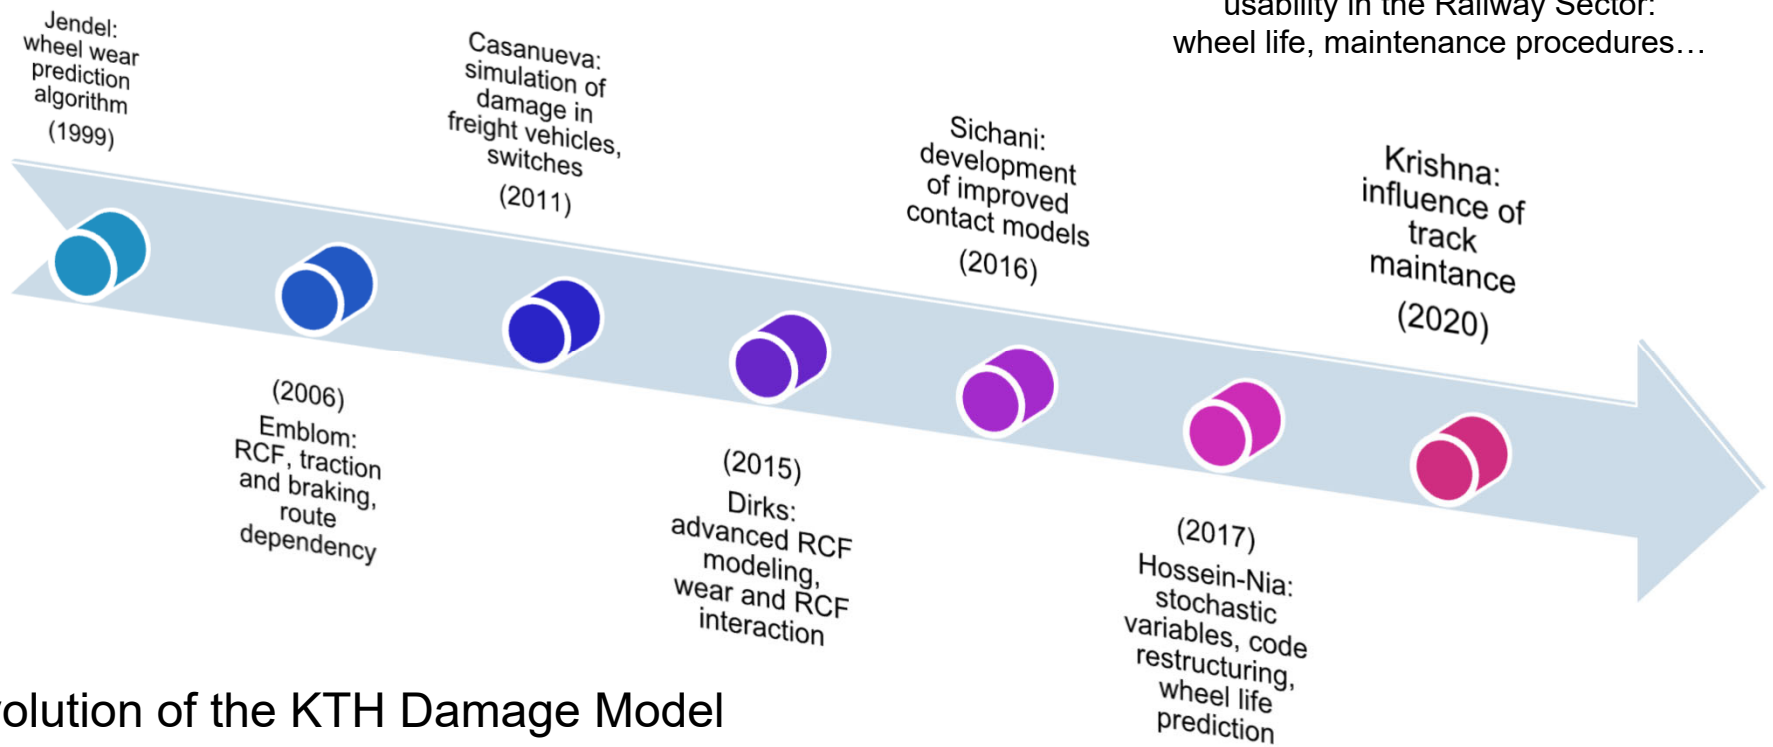 usability in the Railway Sector:
wheel life, maintenance procedures…
Jendel:
wheel wear
prediction
algorithm
(1999)
Casanueva:
simulation of
damage in
freight vehicles,
switches
(2011)
Sichani:
development
of improved
contact models
(2016)
Krishna:
influence of
track
maintance
(2020)
(2006)
Emblom:
RCF, traction
and braking,
route
dependency
(2015)
Dirks:
advanced RCF
modeling,
wear and RCF
interaction
(2017)
Hossein-Nia:
stochastic
variables, code
restructuring,
wheel life
prediction
volution of the KTH Damage Model